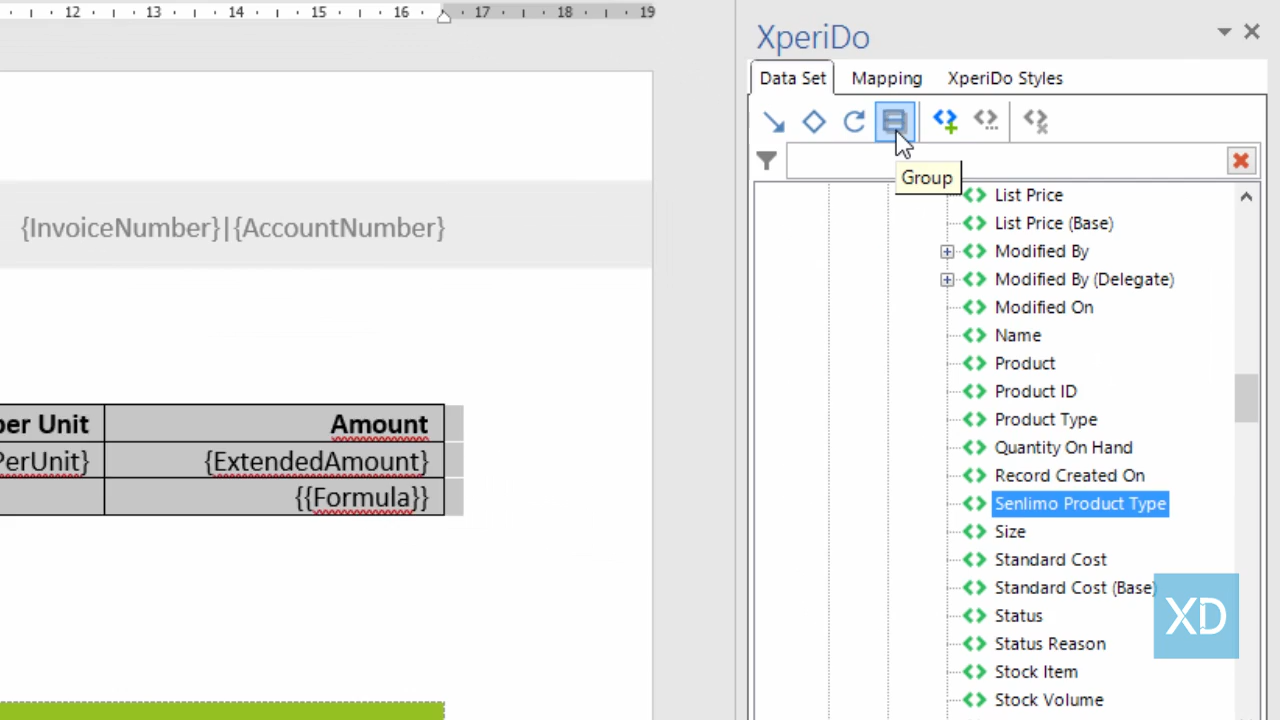 12 13 14 15 16 17 18 19
XperiDo
Data Set Mapping XperiDo Styles
Group
{InvoiceNumber}|{AccountNumber}
per Unit Amount
PerUnit} {ExtendedAmount}
{{Formula}}
List Price
List Price (Base)
Modified By
Modified By (Delegate)
Modified On
Name
Product
Product ID
Product Type
Quantity On Hand
Record Created On
Senlimo Product Type
Size
Standard Cost
Standard Cost (Base)
Status
Status Reason
Stock Item
Stock Volume
XD